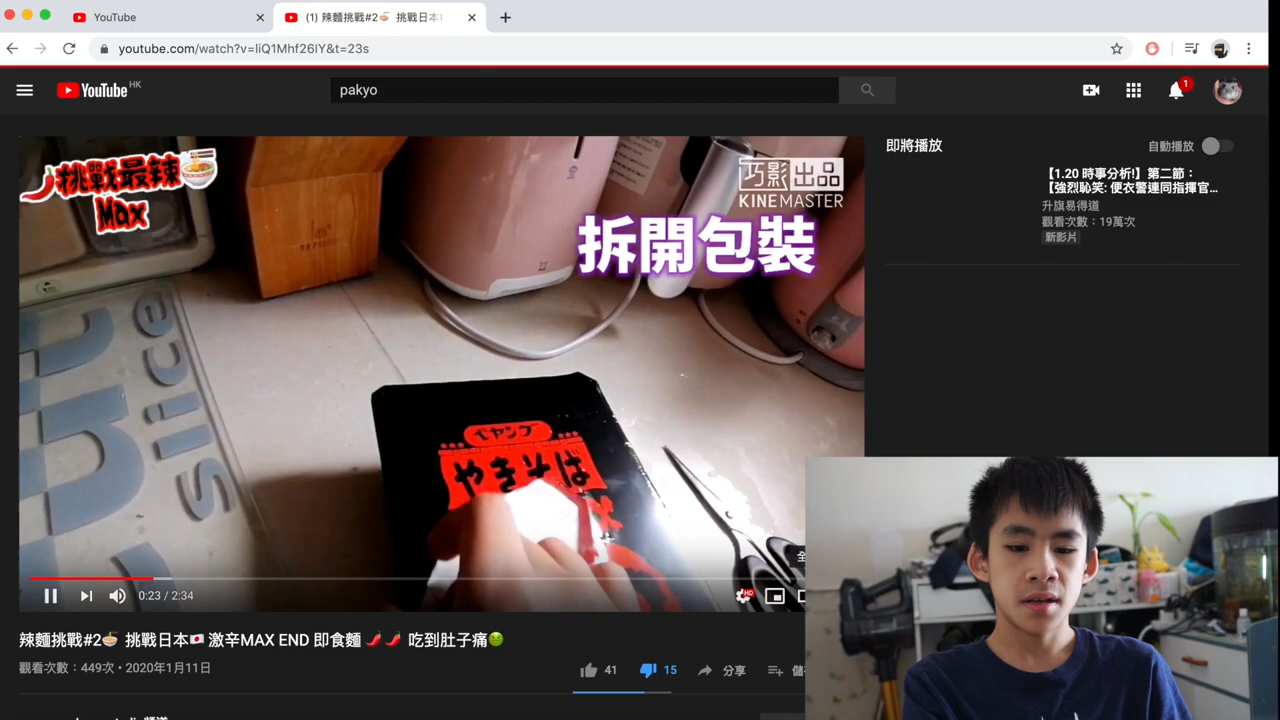 YouTube
(1) 辣麵挑戰#2🍜 挑戰日本
youtube.com/watch?v=liQ1Mhf26lY&t=23s
YouTube HK
pakyo
1
挑戰最辣
Max
巧影出品
KINEMASTER
拆開包裝
slice
ペヤング
やきそば
0:23 / 2:34
HD
辣麵挑戰#2🍜 挑戰日本🇯🇵 激辛MAX END 即食麵 🌶️🌶️ 吃到肚子痛🤢
觀看次數：449次 • 2020年1月11日
41
15
分享
即將播放
自動播放
【1.20 時事分析!】第二節：
【強烈恥笑: 便衣警連同指揮官...
升旗易得道
觀看次數：19萬次
新影片